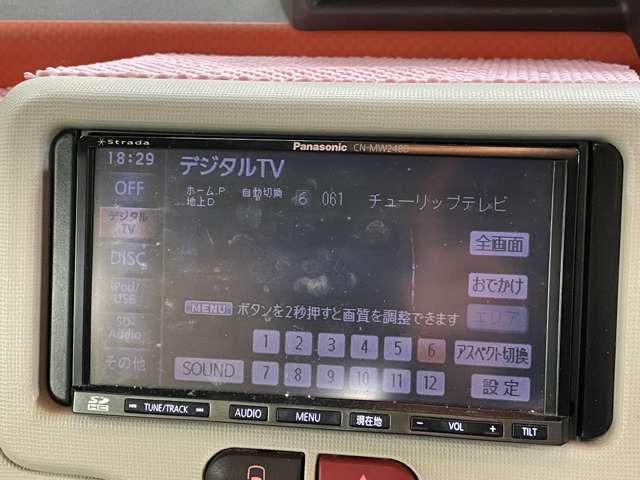 Strada
Panasonic CN-MW240D
18:29
デジタルTV
OFF
ホーム.P 自動切換 6 061 チューリップテレビ
地上D
デジタル
TV
全画面
DISC
おでかけ
iPod/
USB
MENU ボタンを2秒押すと画質を調整できます
エリア
SD-
Audio
1 2 3 4 5 6 アスペクト切換
その他
SOUND 7 8 9 10 11 12 設定
SD HC
TUNE/TRACK AUDIO MENU 現在地 - VOL + TILT